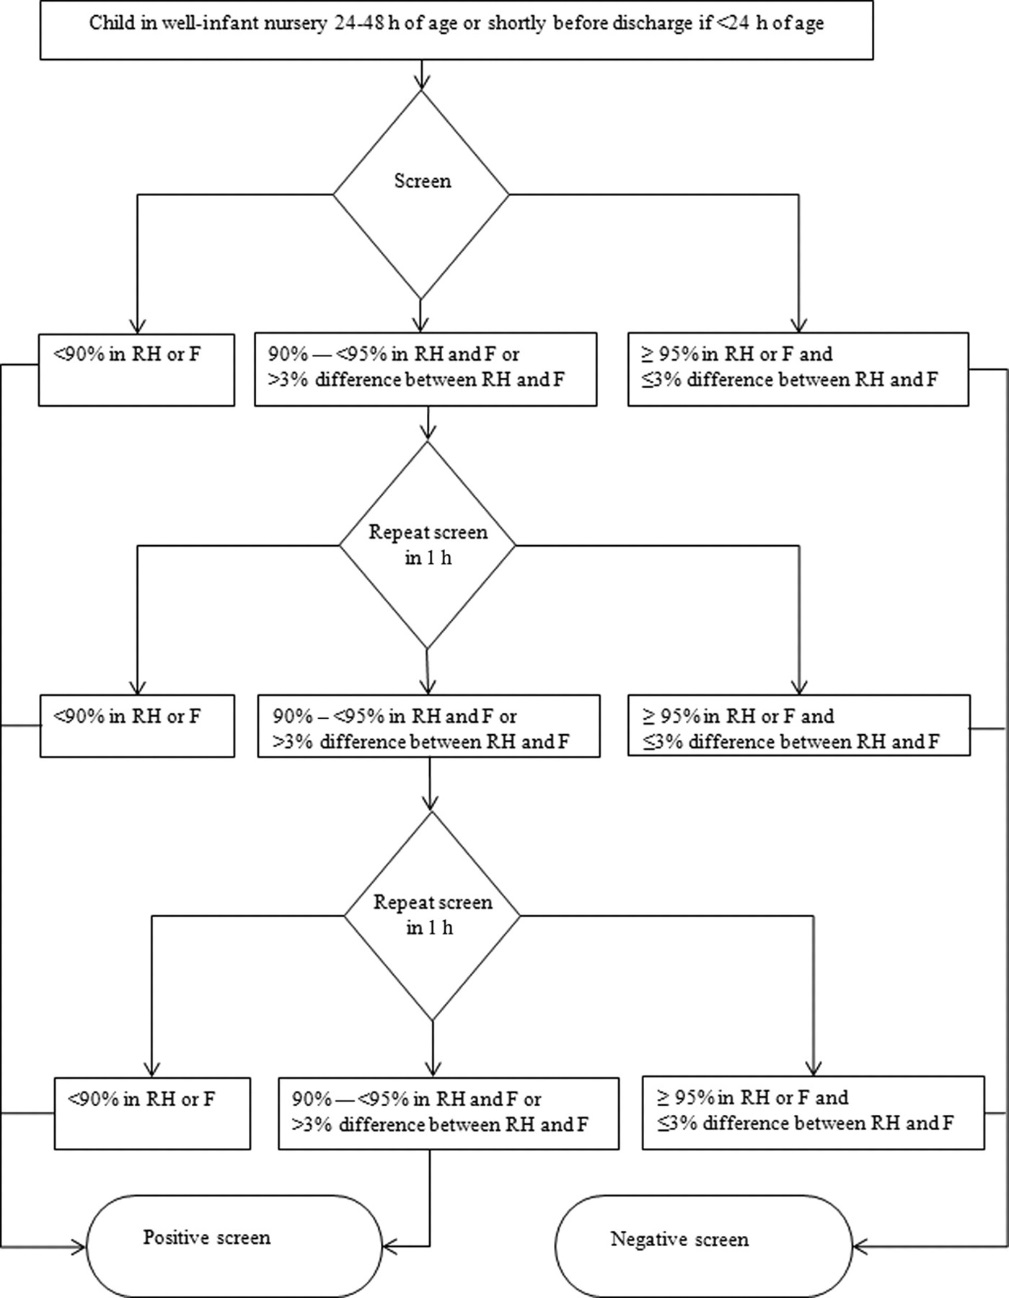 Child in well-infant nursery 24-48 h of age or shortly before discharge if <24 h of age
Screen
<90% in RH or F
90% — <95% in RH and F or
>3% difference between RH and F
≥ 95% in RH or F and
≤3% difference between RH and F
Repeat screen
in 1 h
<90% in RH or F
90% – <95% in RH and F or
>3% difference between RH and F
≥ 95% in RH or F and
≤3% difference between RH and F
Repeat screen
in 1 h
<90% in RH or F
90% — <95% in RH and F or
>3% difference between RH and F
≥ 95% in RH or F and
≤3% difference between RH and F
Positive screen
Negative screen